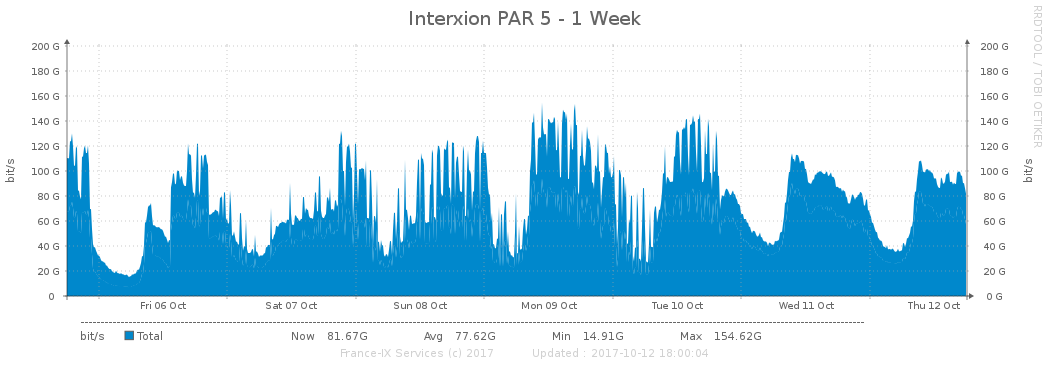 Interxion PAR 5 - 1 Week
RRDTOOL / TOBI OETIKER
200 G 200 G
180 G 180 G
160 G 160 G
140 G 140 G
120 G 120 G
100 G 100 G
80 G 80 G
60 G 60 G
40 G 40 G
20 G 20 G
0 0 G
bit/s bit/s
Fri 06 Oct Sat 07 Oct Sun 08 Oct Mon 09 Oct Tue 10 Oct Wed 11 Oct Thu 12 Oct
bit/s Total Now 81.67G Avg 77.62G Min 14.91G Max 154.62G
France-IX Services (c) 2017 Updated : 2017-10-12 18:00:04